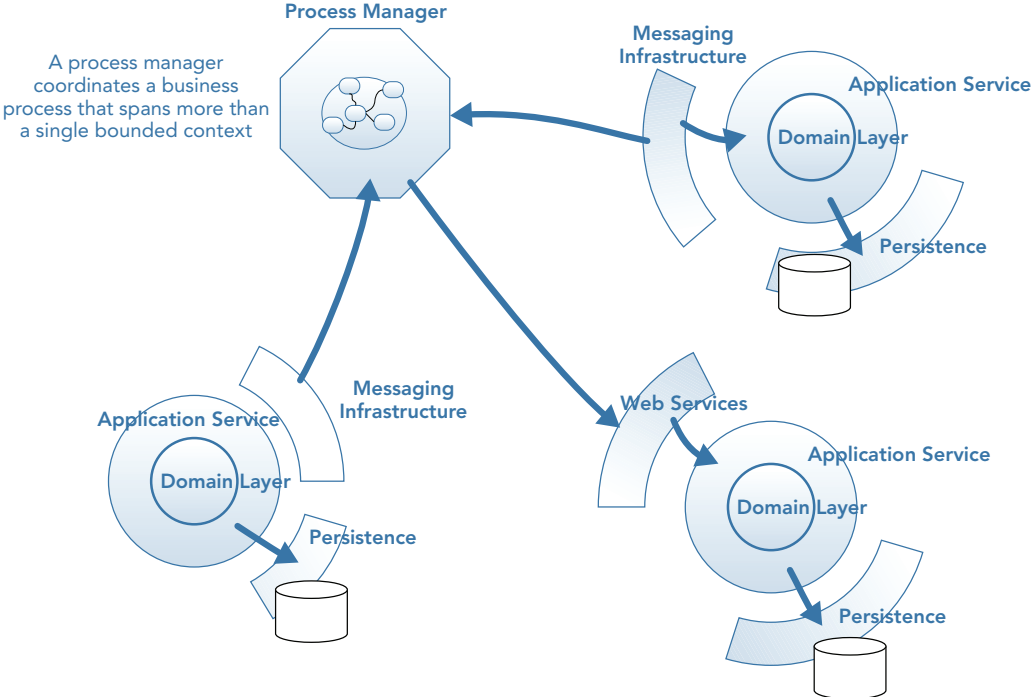 Process Manager
A process manager
coordinates a business
process that spans more than
a single bounded context
Messaging
Infrastructure
Application Service
Domain Layer
Persistence
Messaging
Infrastructure
Application Service
Domain Layer
Persistence
Web Services
Application Service
Domain Layer
Persistence